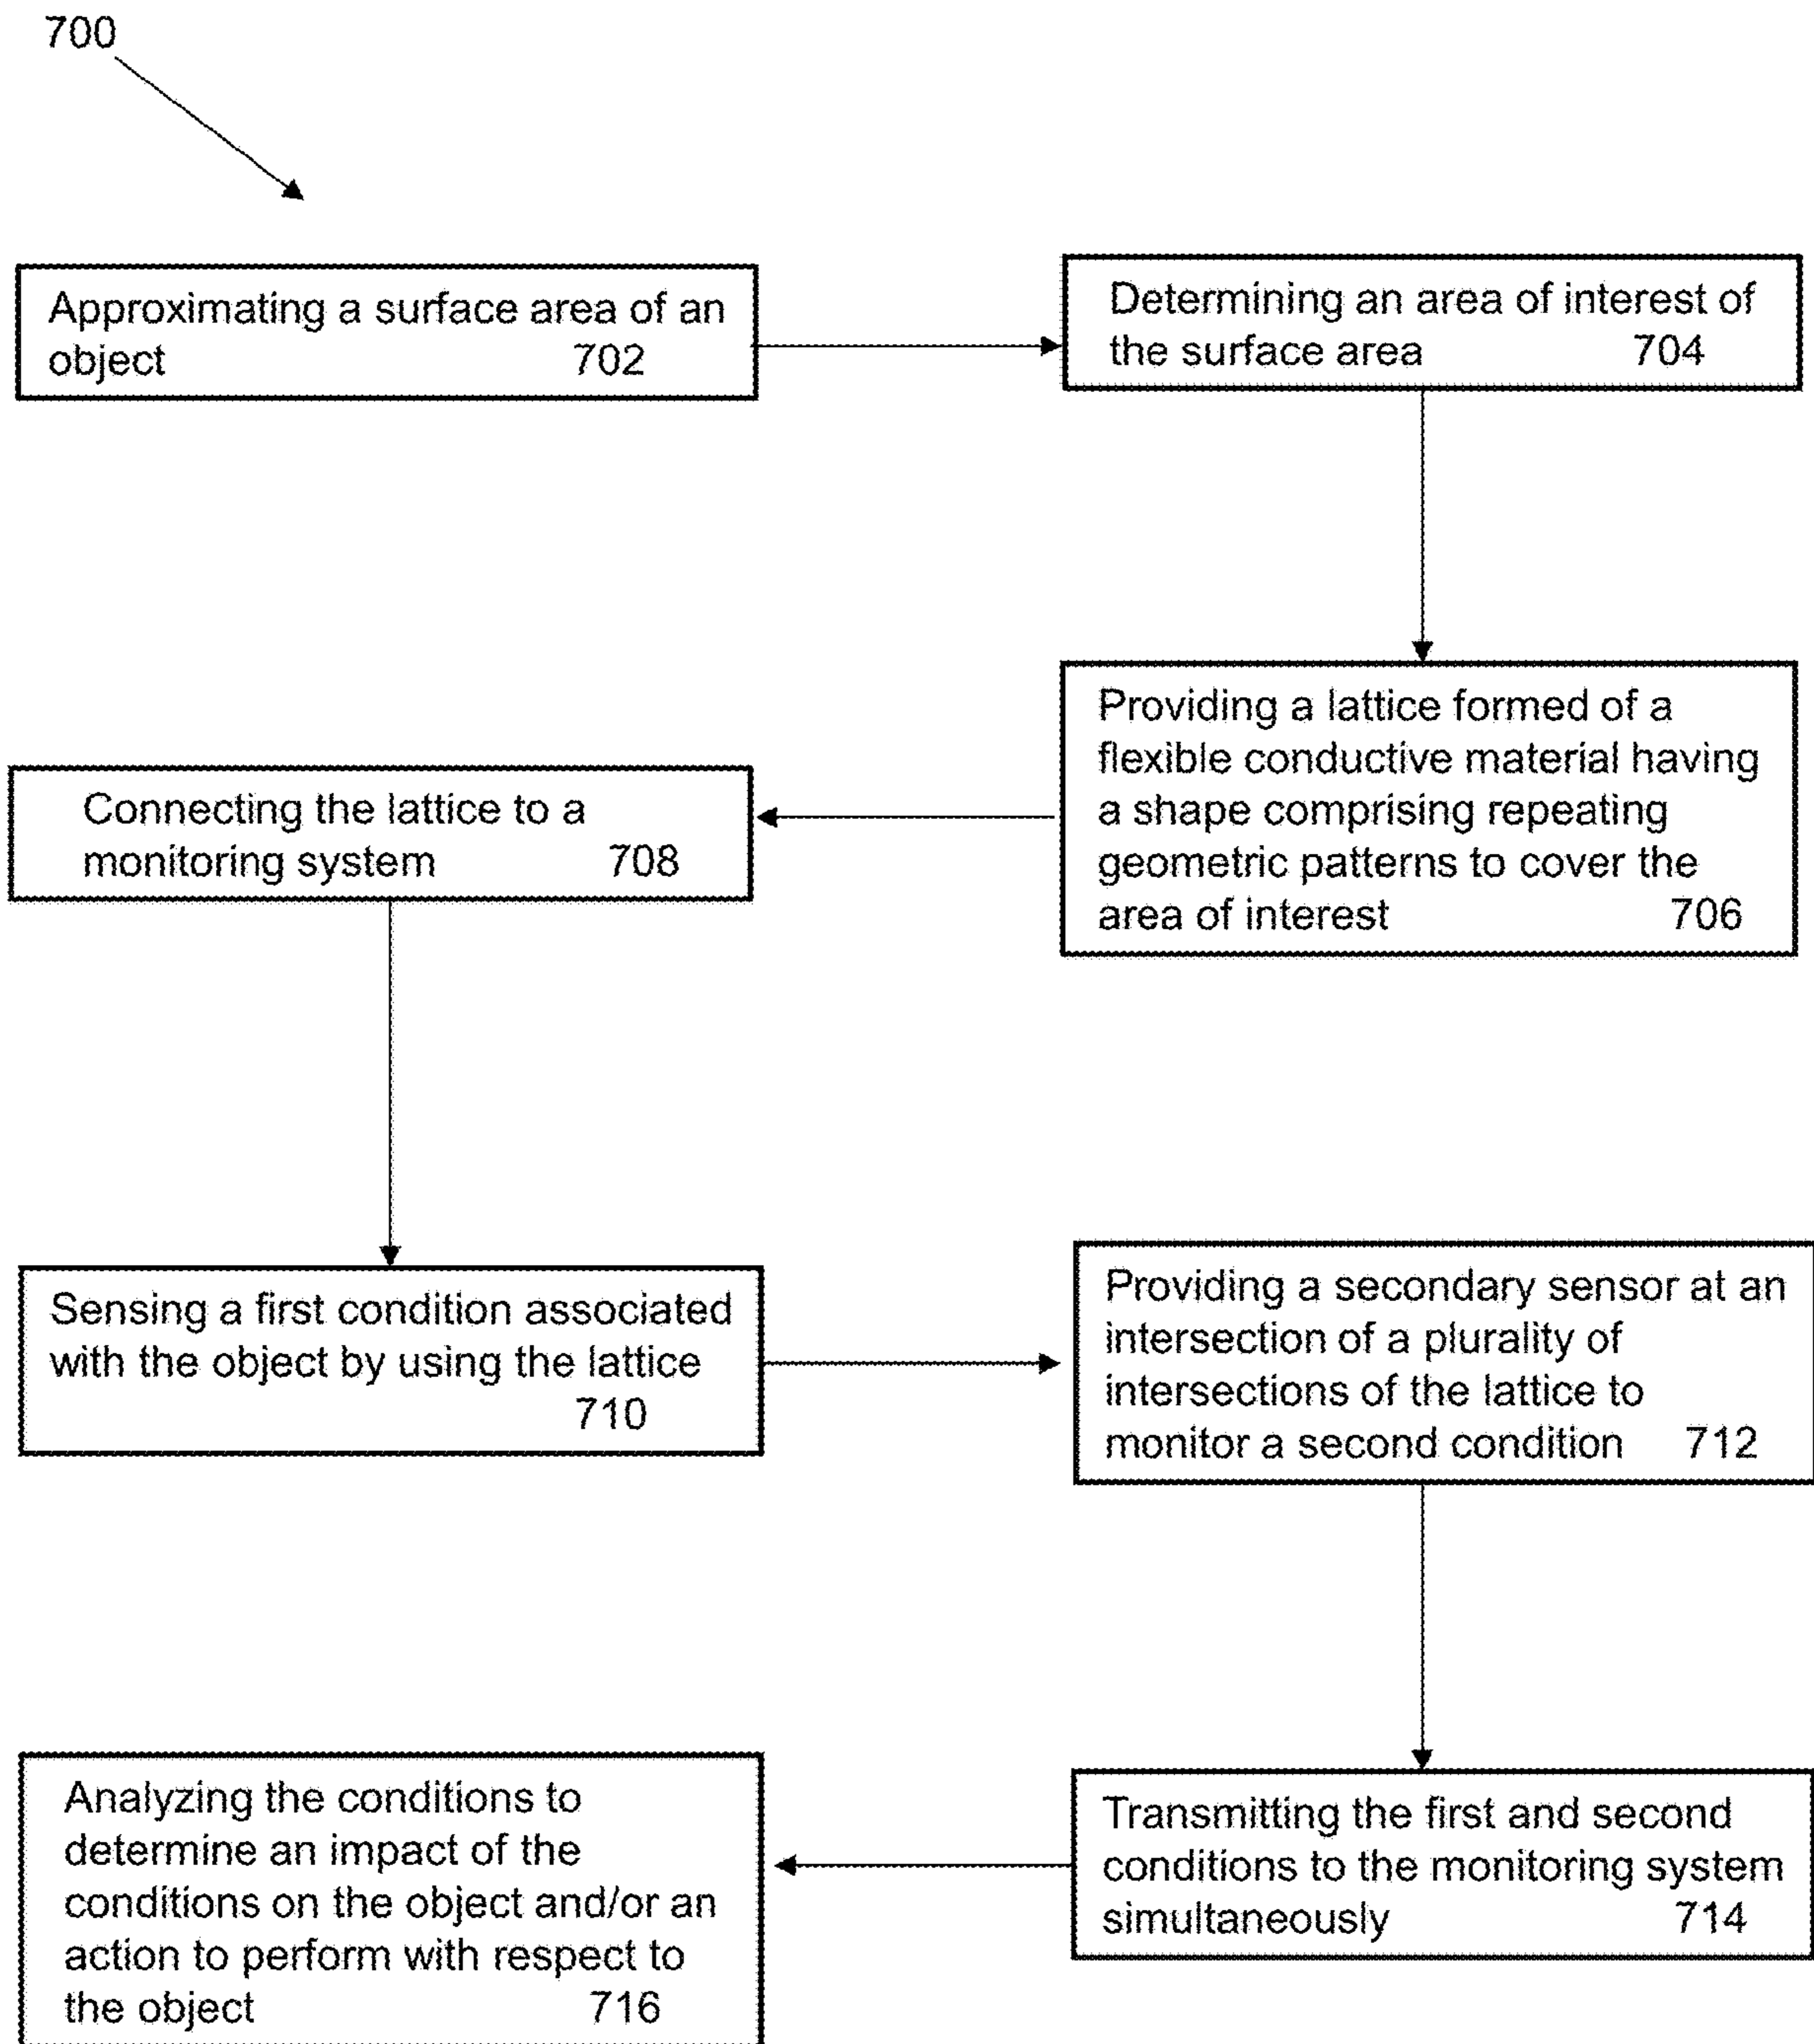 700
Approximating a surface area of an
object 702
Determining an area of interest of
the surface area 704
Providing a lattice formed of a
flexible conductive material having
a shape comprising repeating
geometric patterns to cover the
area of interest 706
Connecting the lattice to a
monitoring system 708
Sensing a first condition associated
with the object by using the lattice
710
Providing a secondary sensor at an
intersection of a plurality of
intersections of the lattice to
monitor a second condition 712
Transmitting the first and second
conditions to the monitoring system
simultaneously 714
Analyzing the conditions to
determine an impact of the
conditions on the object and/or an
action to perform with respect to
the object 716